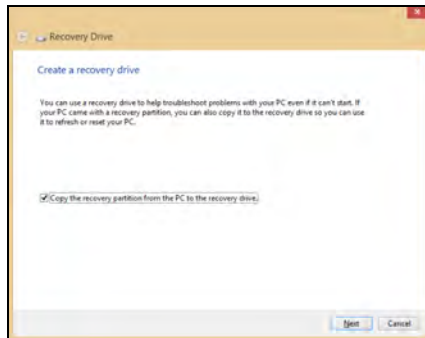 Recovery Drive
Create a recovery drive
You can use a recovery drive to help troubleshoot problems with your PC even if it can't start. If
your PC came with a recovery partition, you can also copy it to the recovery drive so you can use
it to refresh or reset your PC.
Copy the recovery partition from the PC to the recovery drive.
Next Cancel